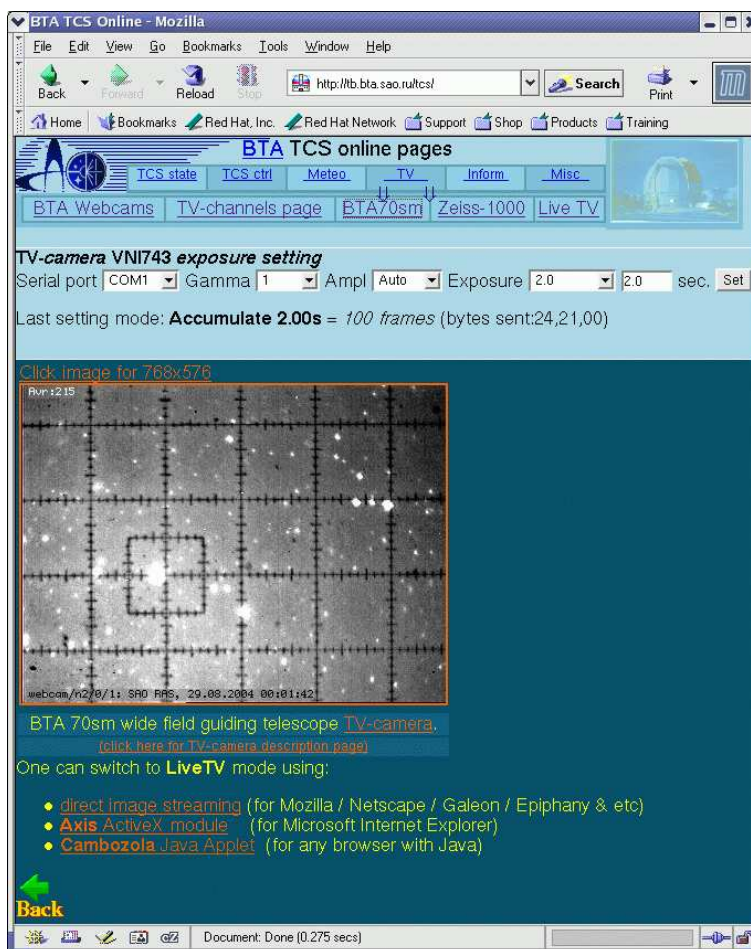 BTA TCS Online - Mozilla
File Edit View Go Bookmarks Tools Window Help
Back Forward Reload Stop http://tb.bta.sao.ru/tcs/ Search Print
Home Bookmarks Red Hat, Inc. Red Hat Network Support Shop Products Training
BTA TCS online pages
TCS state TCS ctrl Meteo TV Inform Misc
BTA Webcams TV-channels page BTA70sm Zeiss-1000 Live TV
TV-camera VNI743 exposure setting
Serial port COM1 Gamma 1 Ampl Auto Exposure 2.0 2.0 sec. Set
Last setting mode: Accumulate 2.00s = 100 frames (bytes sent:24,21,00)
Click image for 768x576
Avr:215
webcam/n2/0/1: SAO RAS, 29.08.2004 00:01:42
BTA 70sm wide field guiding telescope TV-camera.
(click here for TV-camera description page)
One can switch to LiveTV mode using:
• direct image streaming (for Mozilla / Netscape / Galeon / Epiphany & etc)
• Axis ActiveX module (for Microsoft Internet Explorer)
• Cambozola Java Applet (for any browser with Java)
Back
Document: Done (0.275 secs)